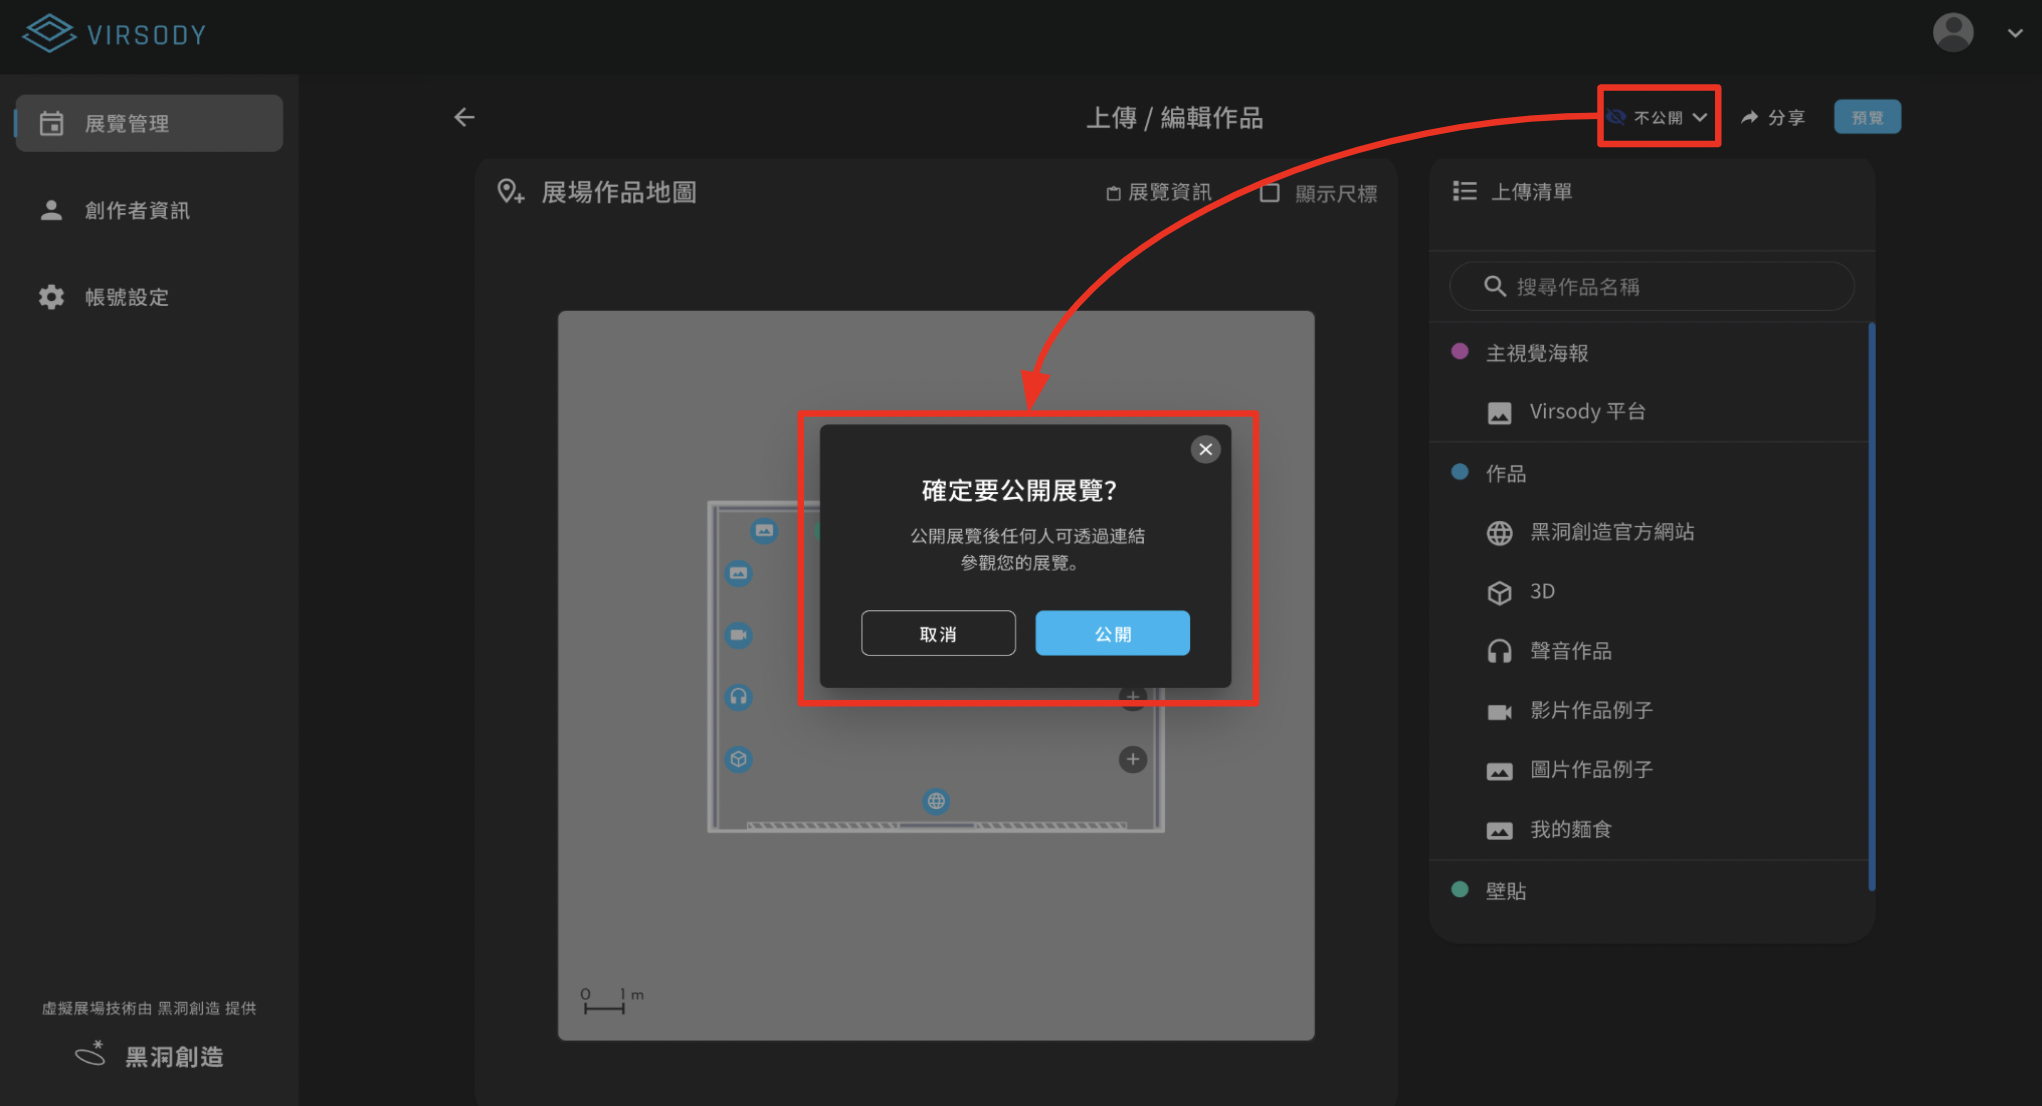 VIRSODY
展覽管理
創作者資訊
帳號設定
虛擬展場技術由 黑洞創造 提供
黑洞創造
上傳 / 編輯作品
不公開
分享
預覽
展場作品地圖
展覽資訊
顯示尺標
確定要公開展覽?
公開展覽後任何人可透過連結
參觀您的展覽。
取消
公開
0 1 m
上傳清單
搜尋作品名稱
主視覺海報
Virsody 平台
作品
黑洞創造官方網站
3D
聲音作品
影片作品例子
圖片作品例子
我的麵食
壁貼